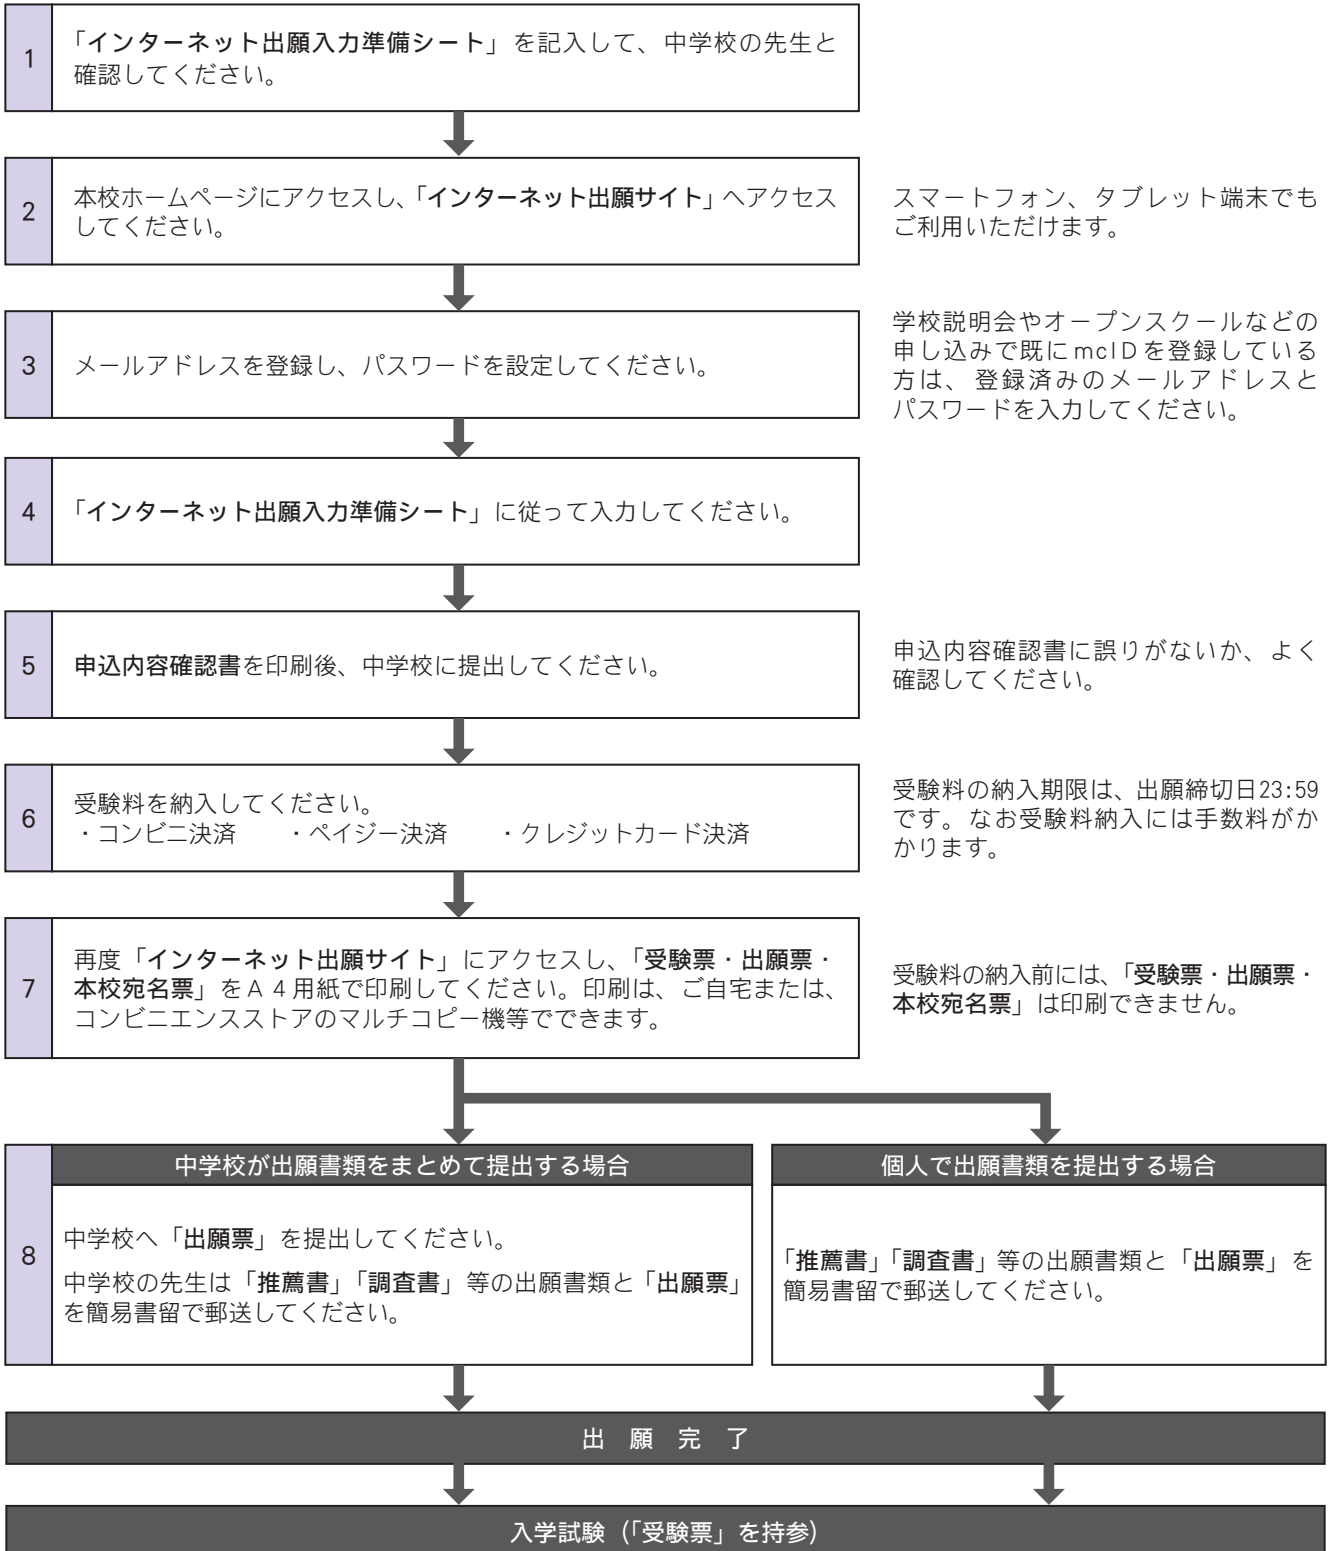 1
「インターネット出願入力準備シート」を記入して、中学校の先生と
確認してください。
2
本校ホームページにアクセスし、「インターネット出願サイト」へアクセス
してください。
スマートフォン、タブレット端末でも
ご利用いただけます。
3
メールアドレスを登録し、パスワードを設定してください。
学校説明会やオープンスクールなどの
申し込みで既にmcIDを登録している
方は、登録済みのメールアドレスと
パスワードを入力してください。
4
「インターネット出願入力準備シート」に従って入力してください。
5
申込内容確認書を印刷後、中学校に提出してください。
申込内容確認書に誤りがないか、よく
確認してください。
6
受験料を納入してください。
・コンビニ決済 ・ペイジー決済 ・クレジットカード決済
受験料の納入期限は、出願締切日23:59
です。なお受験料納入には手数料がか
かります。
7
再度「インターネット出願サイト」にアクセスし、「受験票・出願票・
本校宛名票」をA4用紙で印刷してください。印刷は、ご自宅または、
コンビニエンスストアのマルチコピー機等でできます。
受験料の納入前には、「受験票・出願票・
本校宛名票」は印刷できません。
8
中学校が出願書類をまとめて提出する場合
中学校へ「出願票」を提出してください。
中学校の先生は「推薦書」「調査書」等の出願書類と「出願票」
を簡易書留で郵送してください。
個人で出願書類を提出する場合
「推薦書」「調査書」等の出願書類と「出願票」を
簡易書留で郵送してください。
出 願 完 了
入学試験(「受験票」を持参)